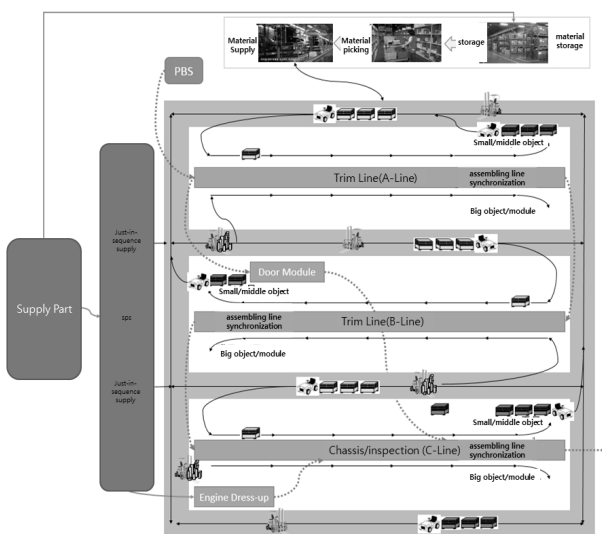 Material
Supply
Material
picking
storage
material
storage
PBS
Small/middle object
Trim Line(A-Line)
assembling line
synchronization
Big object/module
Just-in-
sequence
supply
Door Module
Small/middle object
Supply Part
sps
assembling line
synchronization
Trim Line(B-Line)
Big object/module
Just-in-
sequence
supply
Small/middle object
Chassis/inspection (C-Line)
assembling line
synchronization
Big object/module
Engine Dress-up